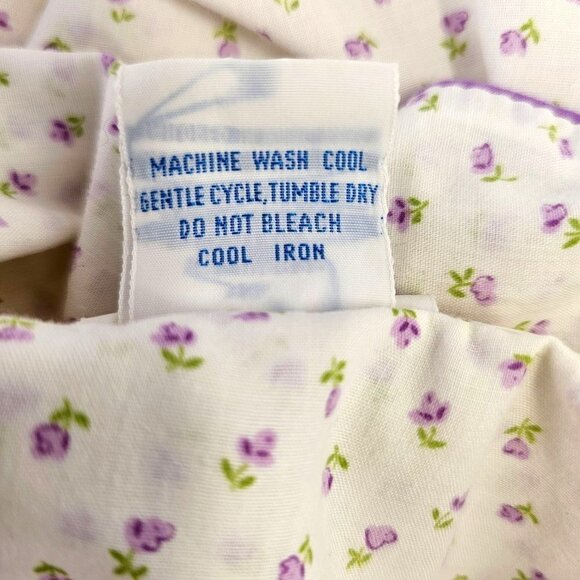 MACHINE WASH COOL
GENTLE CYCLE,TUMBLE DRY
DO NOT BLEACH
COOL IRON